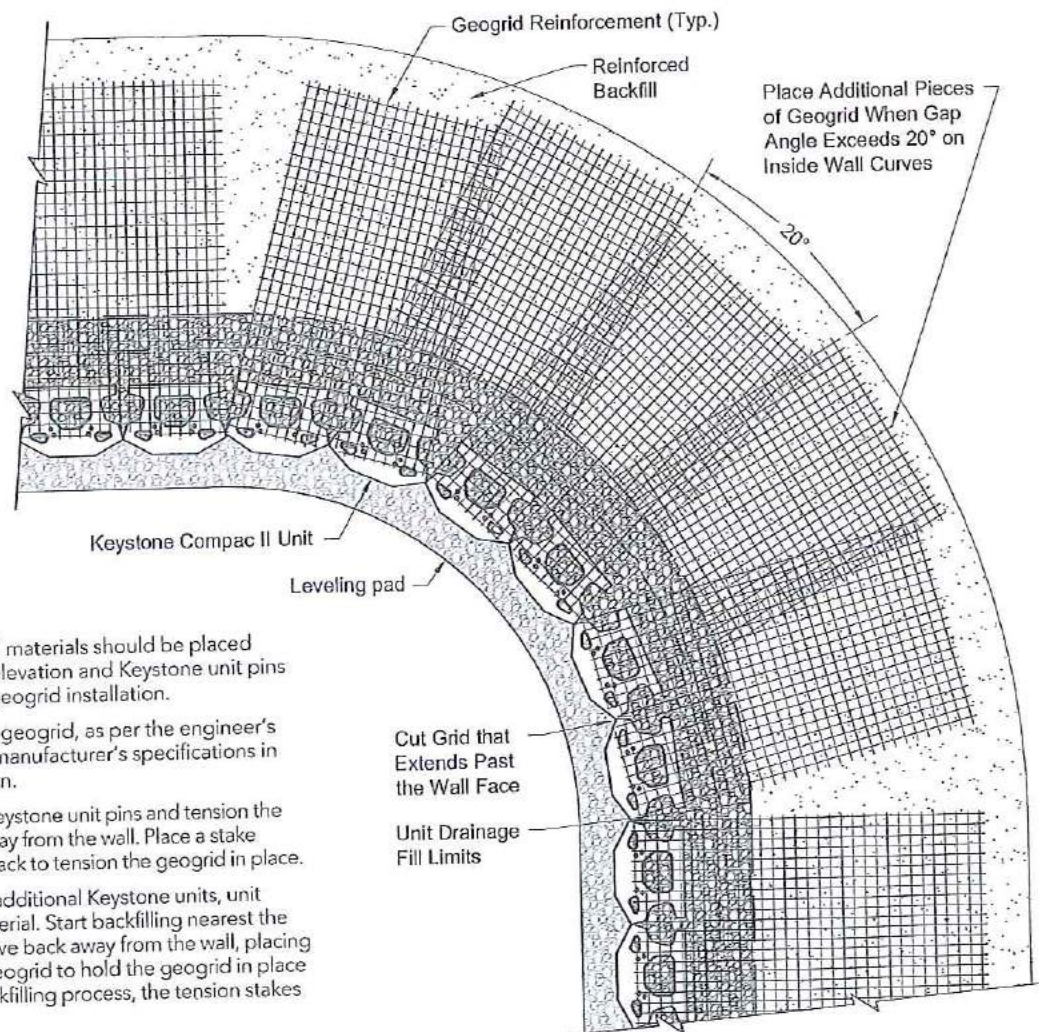 Geogrid Reinforcement (Typ.)
Reinforced
Backfill
Place Additional Pieces
of Geogrid When Gap
Angle Exceeds 20° on
Inside Wall Curves
20°
Keystone Compac II Unit
Leveling pad
materials should be placed
levation and Keystone unit pins
eogrid installation.
geogrid, as per the engineer's
manufacturer's specifications in
n.
eystone unit pins and tension the
ay from the wall. Place a stake
ack to tension the geogrid in place.
additional Keystone units, unit
erial. Start backfilling nearest the
ve back away from the wall, placing
eogrid to hold the geogrid in place
kfilling process, the tension stakes
Cut Grid that
Extends Past
the Wall Face
Unit Drainage
Fill Limits